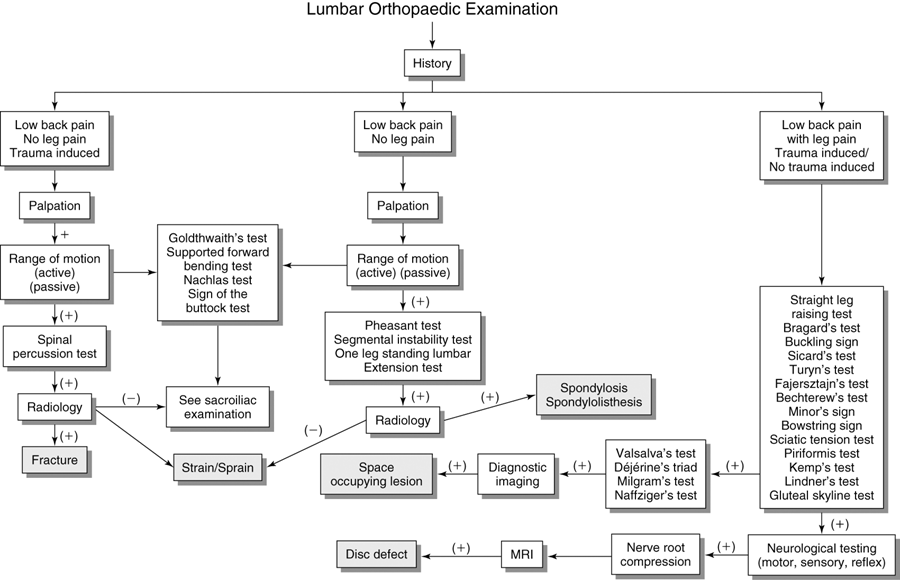 Lumbar Orthopaedic Examination
History
Low back pain
No leg pain
Trauma induced
Low back pain
No leg pain
Low back pain
with leg pain
Trauma induced/
No trauma induced
Palpation
+
Range of motion
(active)
(passive)
(+)
Spinal
percussion test
(+)
Radiology
(−)
(+)
Fracture
Goldthwaith's test
Supported forward
bending test
Nachlas test
Sign of the
buttock test
See sacroiliac
examination
Strain/Sprain
Palpation
Range of motion
(active) (passive)
(+)
Pheasant test
Segmental instability test
One leg standing lumbar
Extension test
(+)
Radiology
(+)
(−)
Spondylosis
Spondylolisthesis
Straight leg
raising test
Bragard's test
Buckling sign
Sicard's test
Turyn's test
Fajersztajn's test
Bechterew's test
Minor's sign
Bowstring sign
Sciatic tension test
Piriformis test
Kemp's test
Lindner's test
Gluteal skyline test
(+)
Valsalva's test
Déjérine's triad
Milgram's test
Naffziger's test
(+)
Diagnostic
imaging
(+)
Space
occupying lesion
(+)
Neurological testing
(motor, sensory, reflex)
(+)
Nerve root
compression
MRI
(+)
Disc defect